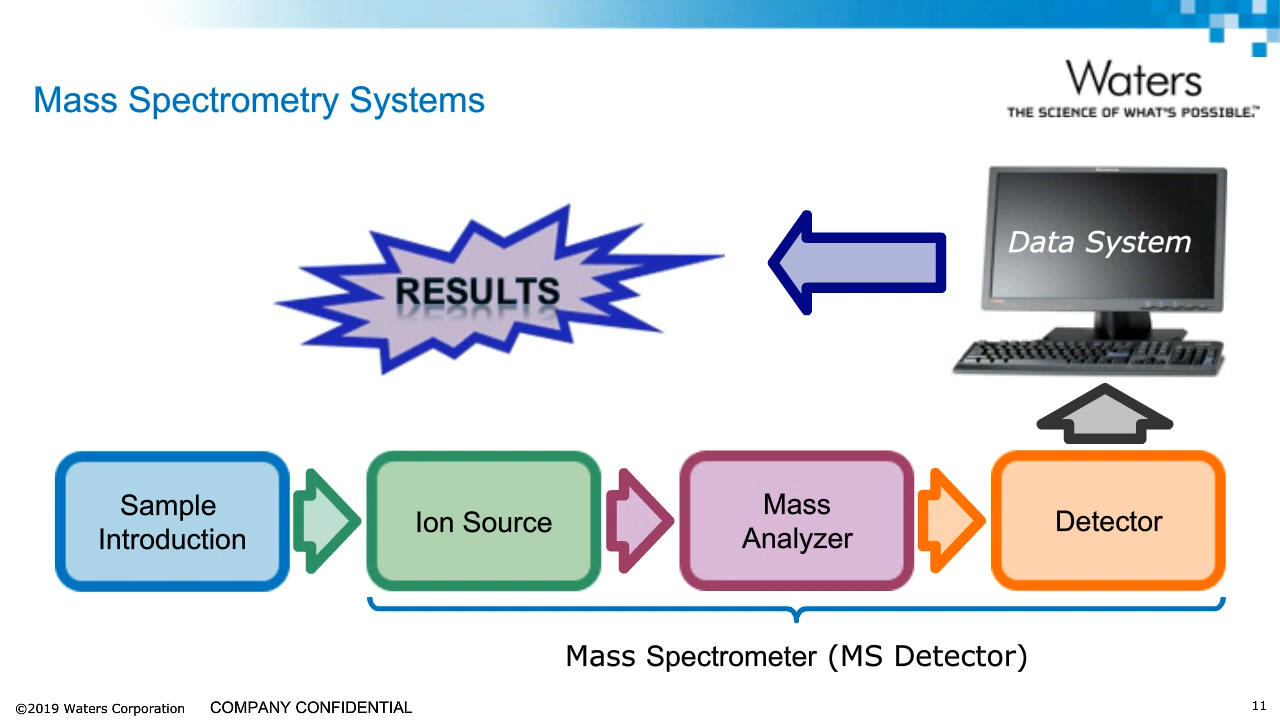 Mass Spectrometry Systems
Waters
THE SCIENCE OF WHAT'S POSSIBLE.™
Data System
RESULTS
Sample
Introduction
Ion Source
Mass
Analyzer
Detector
Mass Spectrometer (MS Detector)
©2019 Waters Corporation COMPANY CONFIDENTIAL
11